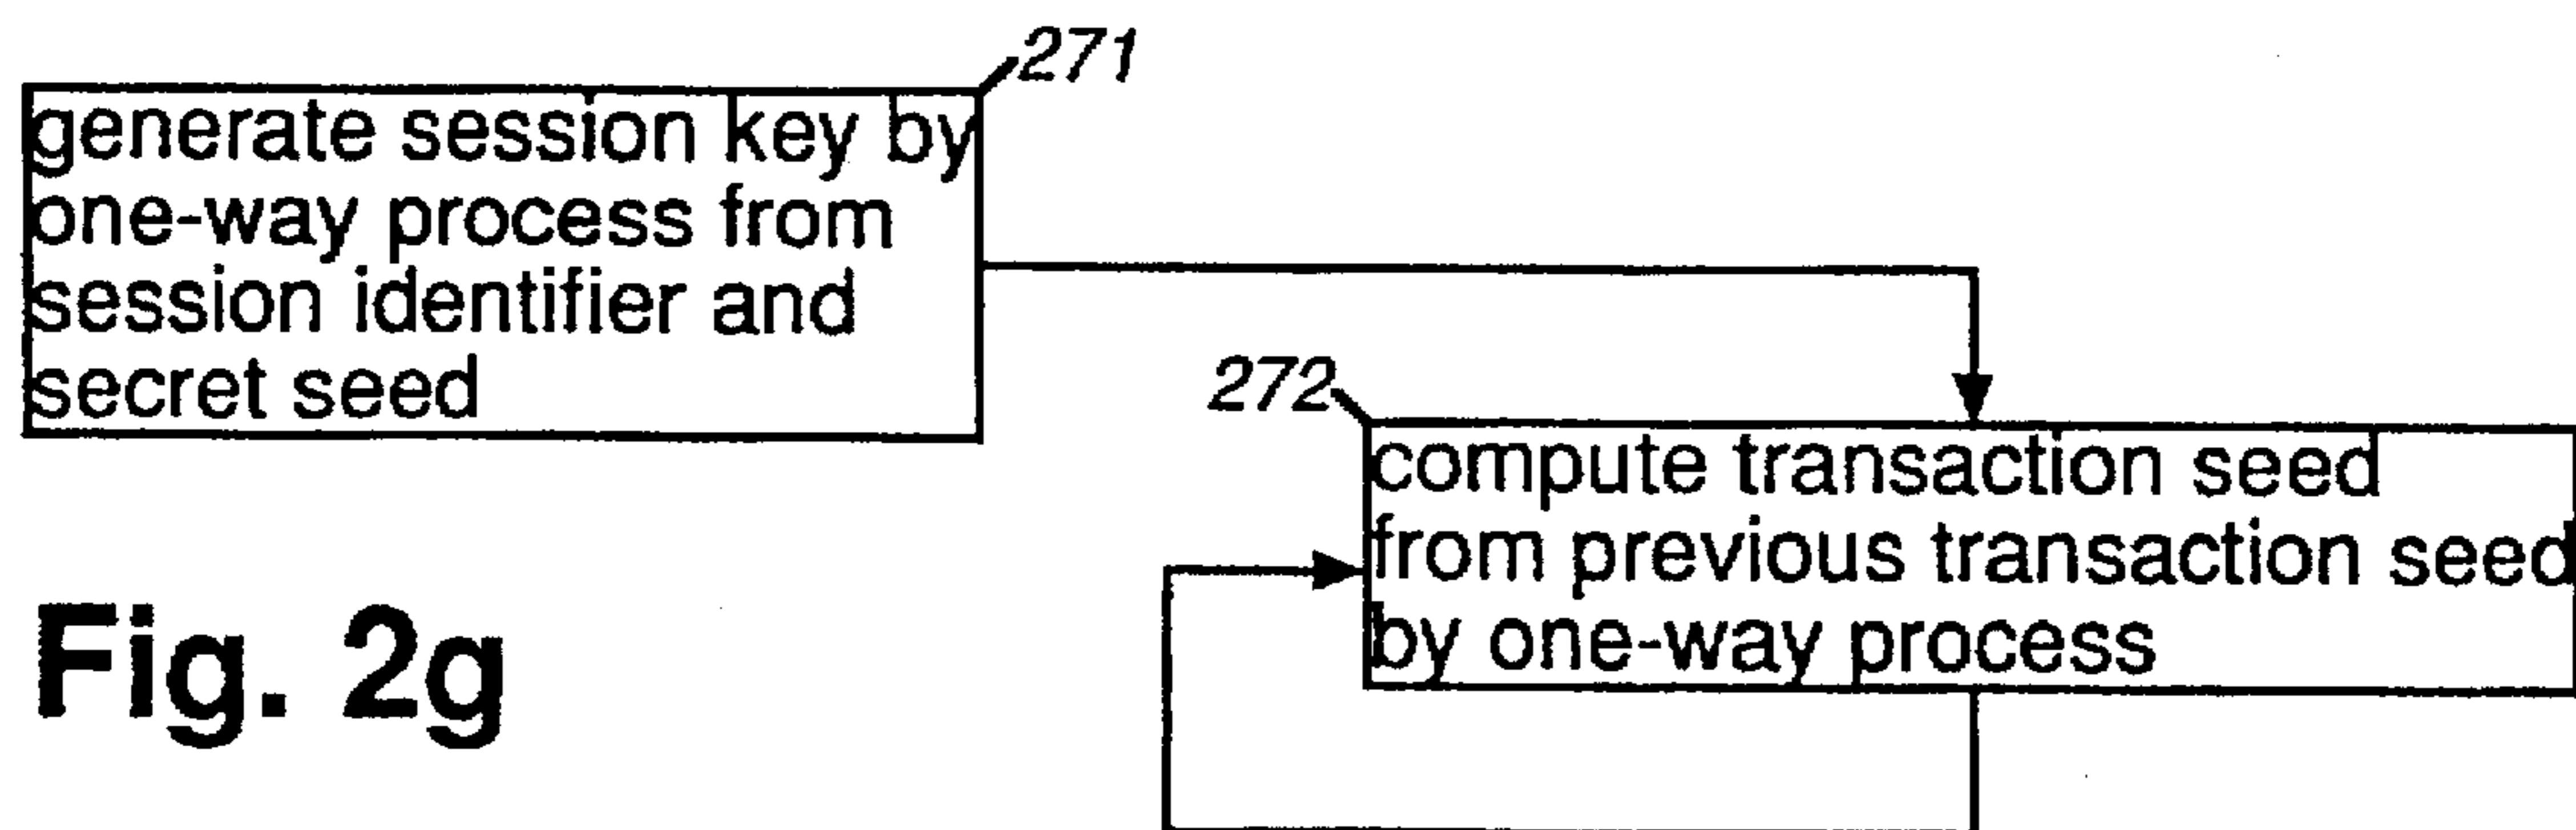 271
generate session key by
one-way process from
session identifier and
secret seed
272
compute transaction seed
from previous transaction seed
by one-way process
Fig. 2g